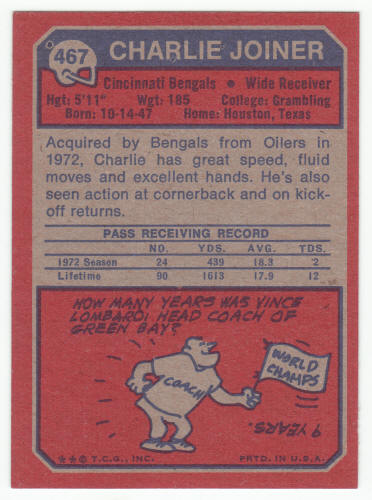 467 CHARLIE JOINER
Cincinnati Bengals • Wide Receiver
Hgt: 5'11" Wgt: 185 College: Grambling
Born: 10-14-47 Home: Houston, Texas
Acquired by Bengals from Oilers in
1972, Charlie has great speed, fluid
moves and excellent hands. He's also
seen action at cornerback and on kick-
off returns.
PASS RECEIVING RECORD
NO. YDS. AVG. TDS.
1972 Season 24 439 18.3 2
Lifetime 90 1613 17.9 12
HOW MANY YEARS WAS VINCE
LOMBARDI HEAD COACH OF
GREEN BAY?
WORLD
CHAMPS
COACH
9 YEARS.
**© T.C.G., INC. PRTD. IN U.S.A.